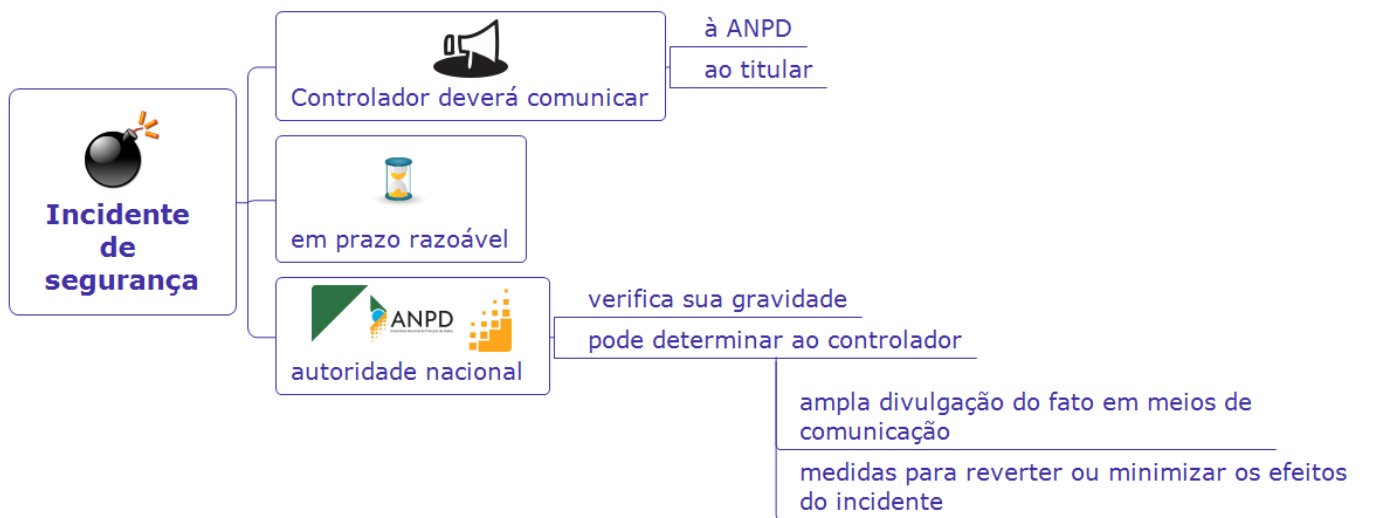 Incidente
de
segurança
Controlador deverá comunicar
à ANPD
ao titular
em prazo razoável
ANPD
autoridade nacional
verifica sua gravidade
pode determinar ao controlador
ampla divulgação do fato em meios de
comunicação
medidas para reverter ou minimizar os efeitos
do incidente